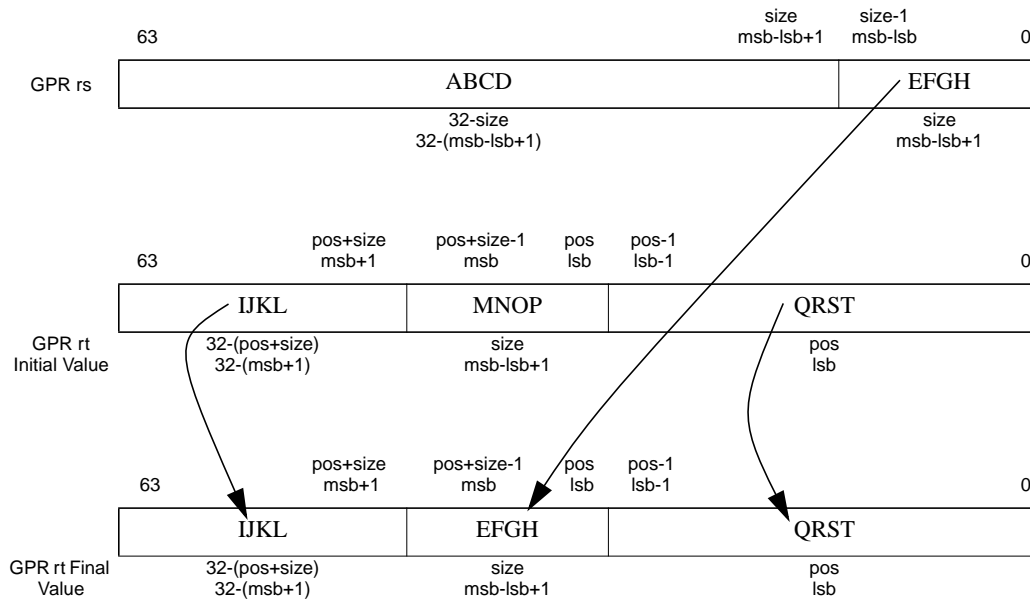 size size-1
63 msb-lsb+1 msb-lsb 0
GPR rs ABCD EFGH
32-size size
32-(msb-lsb+1) msb-lsb+1
pos+size pos+size-1 pos pos-1
63 msb+1 msb lsb lsb-1 0
IJKL MNOP QRST
GPR rt 32-(pos+size) size pos
Initial Value 32-(msb+1) msb-lsb+1 lsb
pos+size pos+size-1 pos pos-1
63 msb+1 msb lsb lsb-1 0
IJKL EFGH QRST
GPR rt Final 32-(pos+size) size pos
Value 32-(msb+1) msb-lsb+1 lsb